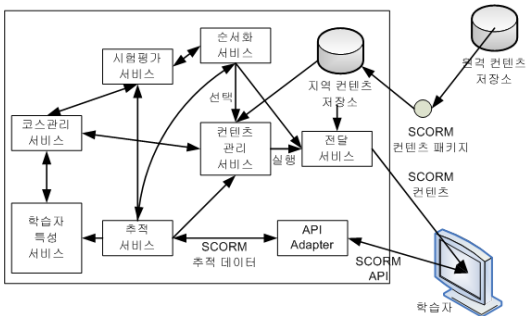 시험평가
서비스
순서화
서비스
지역 컨텐츠
저장소
원격 컨텐츠
저장소
선택
SCORM
컨텐츠 패키지
코스관리
서비스
컨텐츠
관리
서비스
실행
전달
서비스
SCORM
컨텐츠
학습자
특성
서비스
추적
서비스
SCORM
추적 데이터
API
Adapter
SCORM
API
학습자